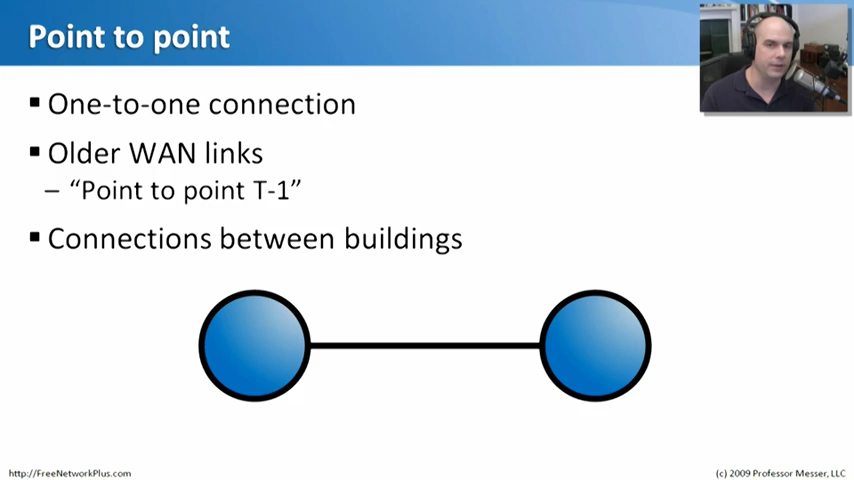 Point to point
▪ One-to-one connection
▪ Older WAN links
– “Point to point T-1”
▪ Connections between buildings
http://FreeNetworkPlus.com
(c) 2009 Professor Messer, LLC